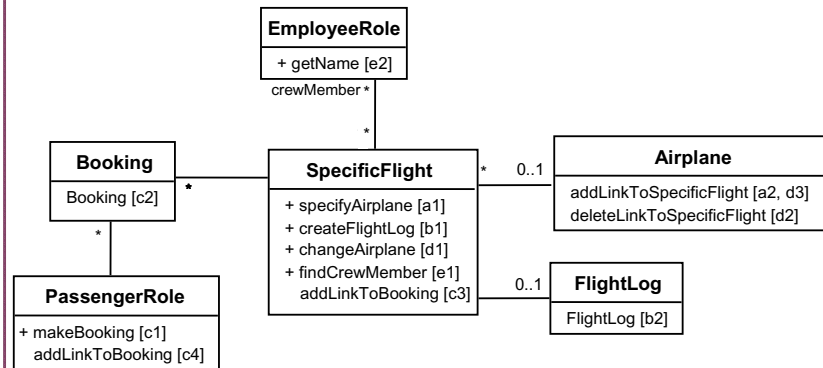 EmployeeRole
+ getName [e2]
crewMember *
*
Booking
Booking [c2]
*
*
PassengerRole
+ makeBooking [c1]
addLinkToBooking [c4]
SpecificFlight
+ specifyAirplane [a1]
+ createFlightLog [b1]
+ changeAirplane [d1]
+ findCrewMember [e1]
addLinkToBooking [c3]
* 0..1
Airplane
addLinkToSpecificFlight [a2, d3]
deleteLinkToSpecificFlight [d2]
0..1
FlightLog
FlightLog [b2]